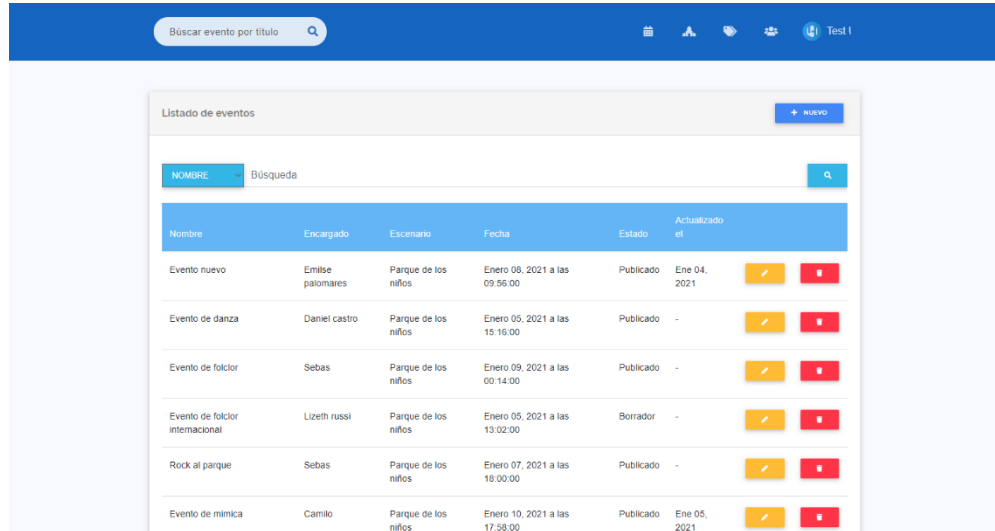 Búscar evento por título
Test U
Listado de eventos
+ NUEVO
NOMBRE Búsqueda
Nombre Encargado Escenario Fecha Estado Actualizado el
Evento nuevo Emilse palomares Parque de los niños Enero 08, 2021 a las 09:56:00 Publicado Ene 04, 2021
Evento de danza Daniel castro Parque de los niños Enero 05, 2021 a las 15:16:00 Publicado -
Evento de folclor Sebas Parque de los niños Enero 09, 2021 a las 00:14:00 Publicado -
Evento de folclor internacional Lizeth russi Parque de los niños Enero 05, 2021 a las 13:02:00 Borrador -
Rock al parque Sebas Parque de los niños Enero 07, 2021 a las 18:00:00 Publicado -
Evento de mimica Camilo Parque de los niños Enero 10, 2021 a las 17:58:00 Publicado Ene 05, 2021